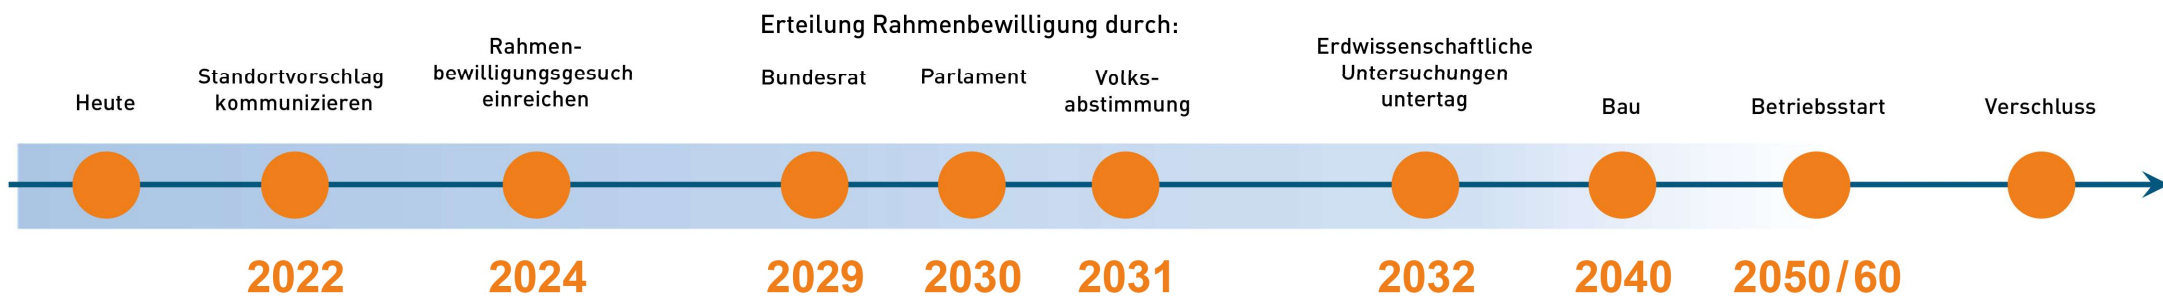 Erteilung Rahmenbewilligung durch:
Heute
Standortvorschlag
kommunizieren
Rahmen-
bewilligungsgesuch
einreichen
Bundesrat
Parlament
Volks-
abstimmung
Erdwissenschaftliche
Untersuchungen
untertag
Bau
Betriebsstart
Verschluss
2022
2024
2029
2030
2031
2032
2040
2050/60